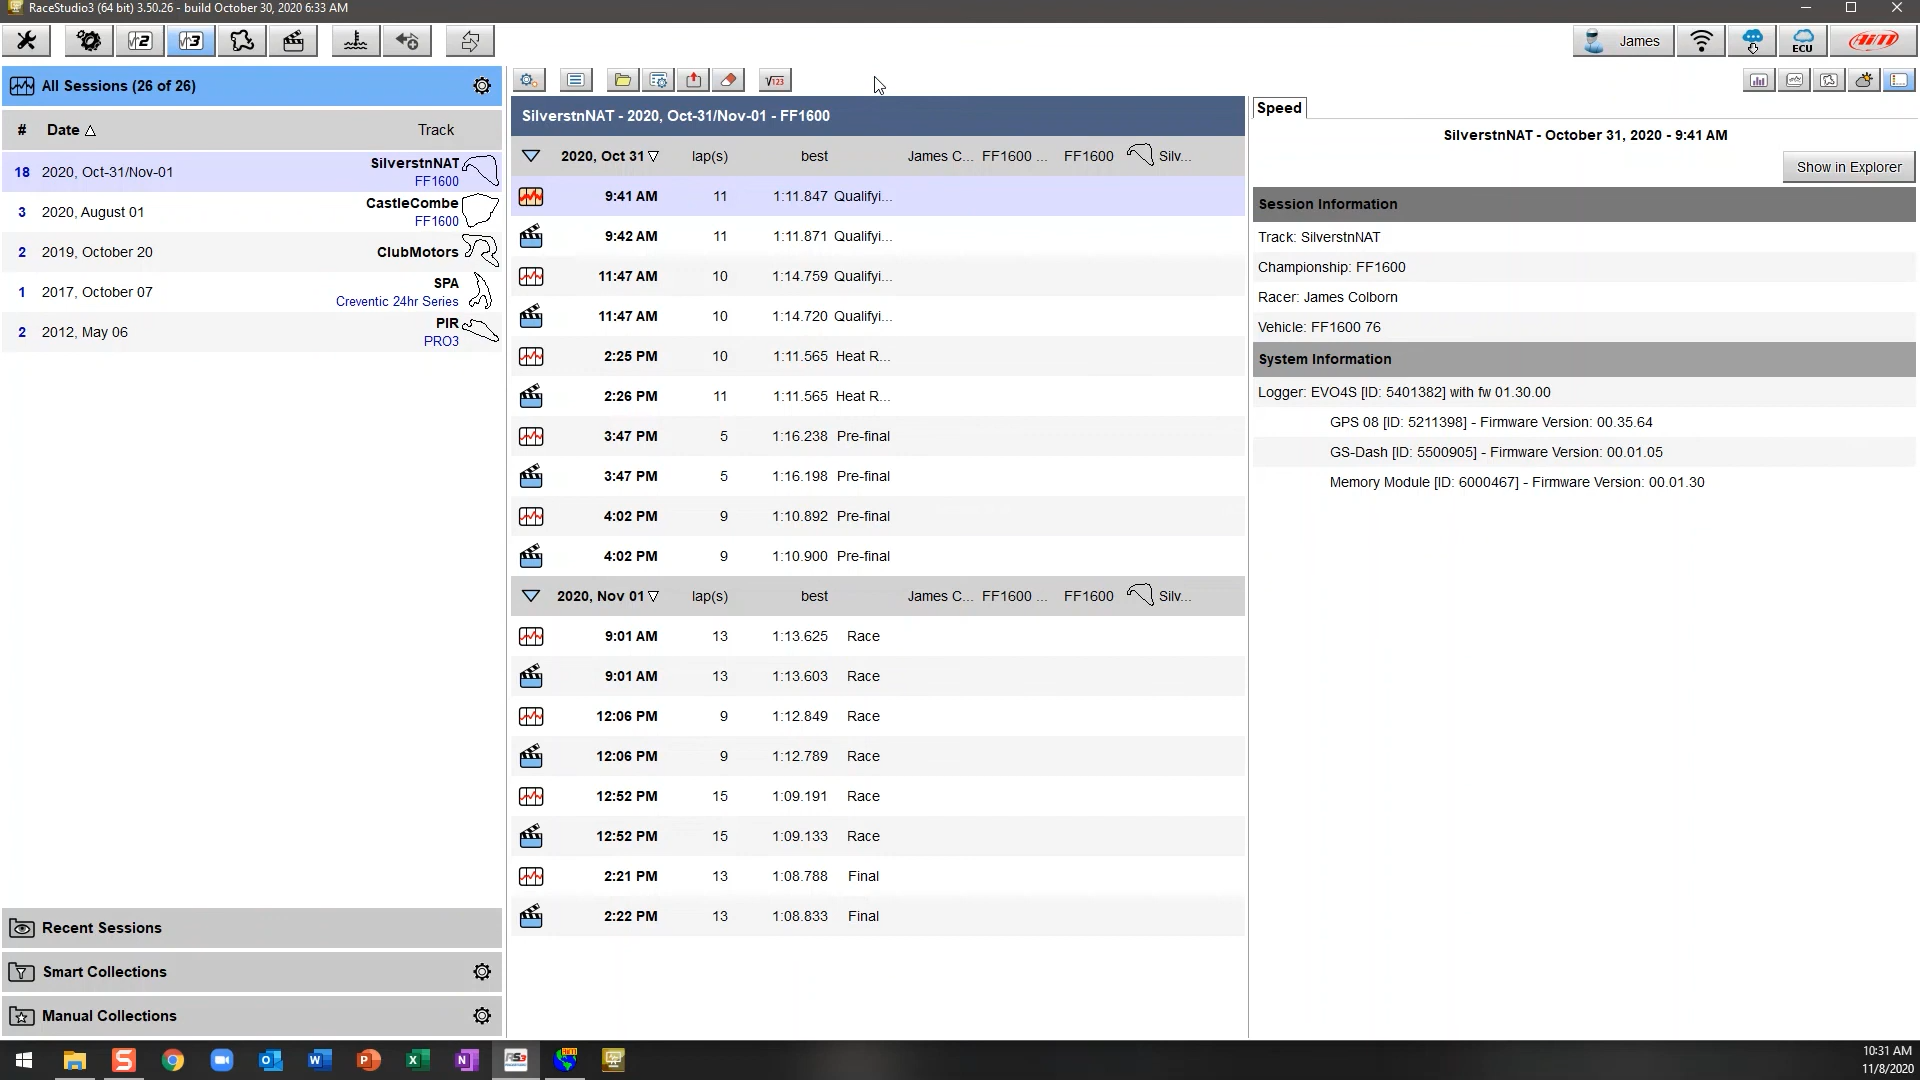 RaceStudio3 (64 bit) 3.50.26 - build October 30, 2020 6:33 AM
James
ECU
AiM
All Sessions (26 of 26)
# Date Track
18 2020, Oct-31/Nov-01 SilverstnNAT
FF1600
3 2020, August 01 CastleCombe
FF1600
2 2019, October 20 ClubMotors
1 2017, October 07 SPA
Creventic 24hr Series
2 2012, May 06 PIR
PRO3
Recent Sessions
Smart Collections
Manual Collections
√123
SilverstnNAT - 2020, Oct-31/Nov-01 - FF1600
2020, Oct 31 lap(s) best James C... FF1600 ... FF1600 Silv...
9:41 AM 11 1:11.847 Qualifyi...
9:42 AM 11 1:11.871 Qualifyi...
11:47 AM 10 1:14.759 Qualifyi...
11:47 AM 10 1:14.720 Qualifyi...
2:25 PM 10 1:11.565 Heat R...
2:26 PM 11 1:11.565 Heat R...
3:47 PM 5 1:16.238 Pre-final
3:47 PM 5 1:16.198 Pre-final
4:02 PM 9 1:10.892 Pre-final
4:02 PM 9 1:10.900 Pre-final
2020, Nov 01 lap(s) best James C... FF1600 ... FF1600 Silv...
9:01 AM 13 1:13.625 Race
9:01 AM 13 1:13.603 Race
12:06 PM 9 1:12.849 Race
12:06 PM 9 1:12.789 Race
12:52 PM 15 1:09.191 Race
12:52 PM 15 1:09.133 Race
2:21 PM 13 1:08.788 Final
2:22 PM 13 1:08.833 Final
Speed
SilverstnNAT - October 31, 2020 - 9:41 AM
Show in Explorer
Session Information
Track: SilverstnNAT
Championship: FF1600
Racer: James Colborn
Vehicle: FF1600 76
System Information
Logger: EVO4S [ID: 5401382] with fw 01.30.00
GPS 08 [ID: 5211398] - Firmware Version: 00.35.64
GS-Dash [ID: 5500905] - Firmware Version: 00.01.05
Memory Module [ID: 6000467] - Firmware Version: 00.01.30
RS3
10:31 AM
11/8/2020